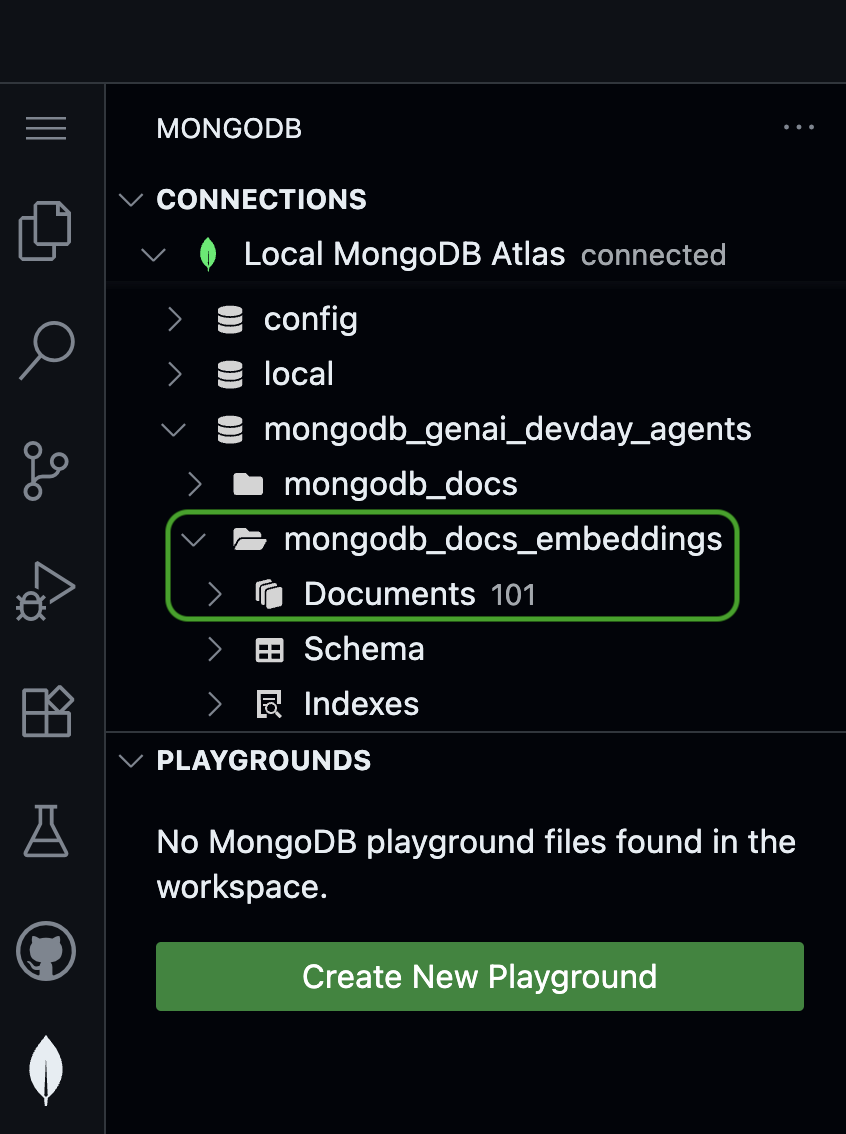 MONGODB
CONNECTIONS
Local MongoDB Atlas connected
config
local
mongodb_genai_devday_agents
mongodb_docs
mongodb_docs_embeddings
Documents 101
Schema
Indexes
PLAYGROUNDS
No MongoDB playground files found in the
workspace.
Create New Playground